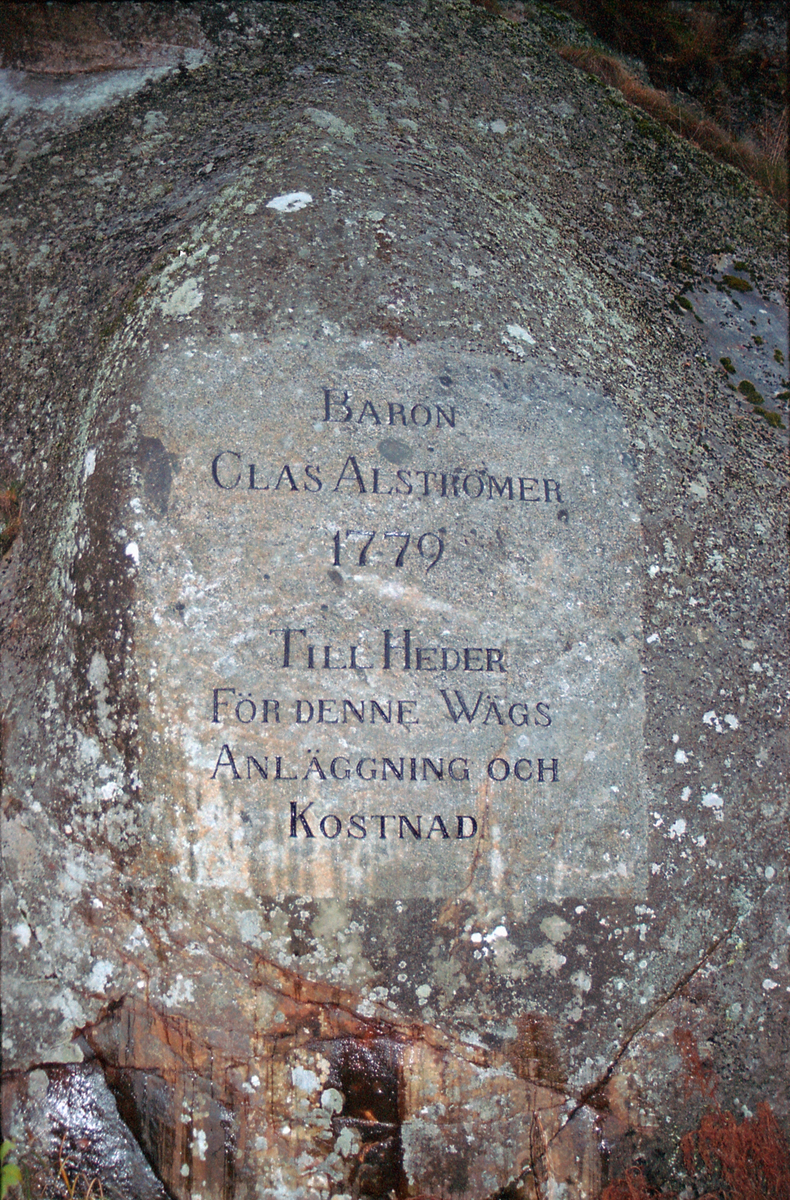 BARON
CLAS ALSTRÖMER
1779
TILL HEDER
FÖR DENNE WÄGS
ANLÄGGNING OCH
KOSTNAD